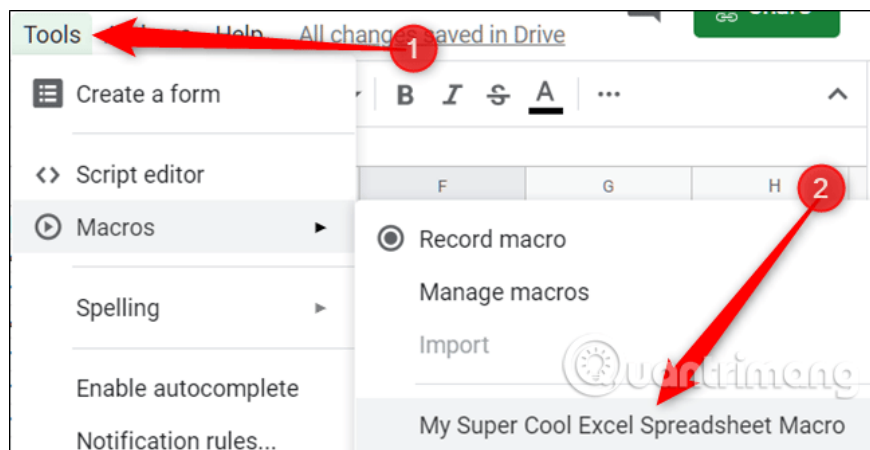 Tools Help All changes saved in Drive
1
Create a form
B I S A ...
Script editor
F G H
2
Macros
Record macro
Manage macros
Spelling
Import
Quantrimang
Enable autocomplete
My Super Cool Excel Spreadsheet Macro
Notification rules...